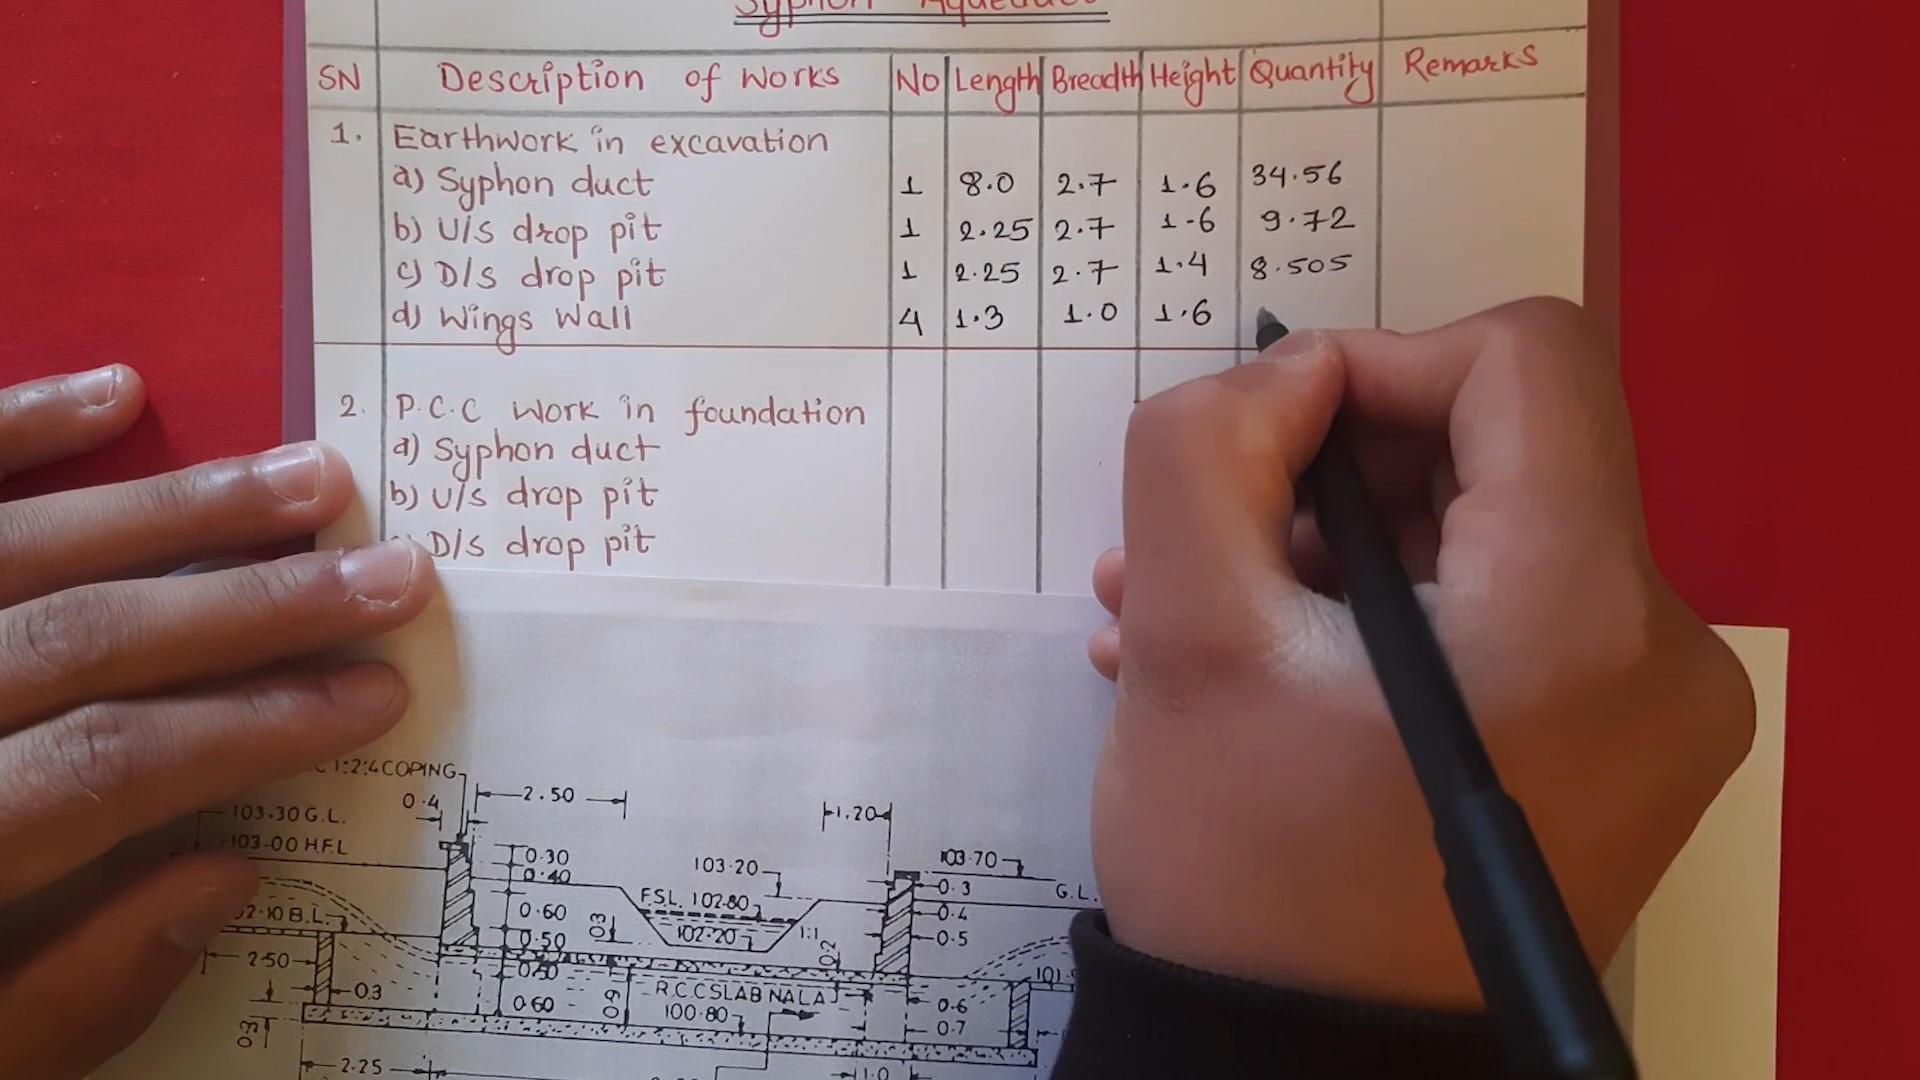 Syphon Aqueduct
SN Description of Works No Length Breadth Height Quantity Remarks
1. Earthwork in excavation
a) Syphon duct 1 8.0 2.7 1.6 34.56
b) U/S drop pit 1 2.25 2.7 1.6 9.72
c) D/S drop pit 1 2.25 2.7 1.4 8.505
d) Wings Wall 4 1.3 1.0 1.6
2. P.C.C Work in foundation
a) Syphon duct
b) U/S drop pit
D/S drop pit
1:2:4 COPING
0.4 2.50 1.20
103.30 G.L.
103.00 H.F.L
0.30
0.40
103.20
103.70
0.3
G.L.
F.S.L. 102.80
0.60
0.3
0.4
2.10 B.L.
102.20
1:1
0.50
0.2
0.5
2.50
0.3
0.60
0.9
R.C.C SLAB NALA
100.80
0.6
0.7
0.3
2.25
1.0